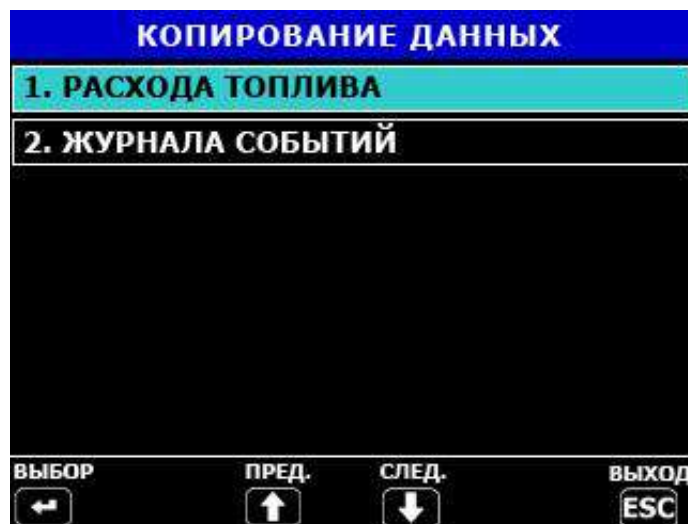 КОПИРОВАНИЕ ДАННЫХ
1. РАСХОДА ТОПЛИВА
2. ЖУРНАЛА СОБЫТИЙ
ВЫБОР ПРЕД. СЛЕД. ВЫХОД
ESC